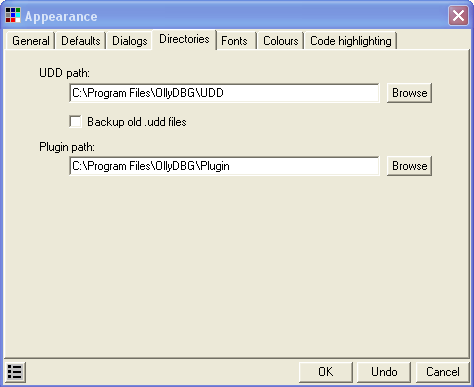 Appearance
General Defaults Dialogs Directories Fonts Colours Code highlighting
UDD path:
C:\Program Files\OllyDBG\UDD Browse
Backup old .udd files
Plugin path:
C:\Program Files\OllyDBG\Plugin Browse
OK Undo Cancel